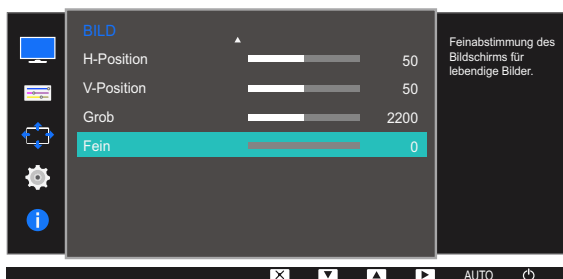 BILD
H-Position 50
V-Position 50
Grob 2200
Fein 0
Feinabstimmung des
Bildschirms für
lebendige Bilder.
AUTO